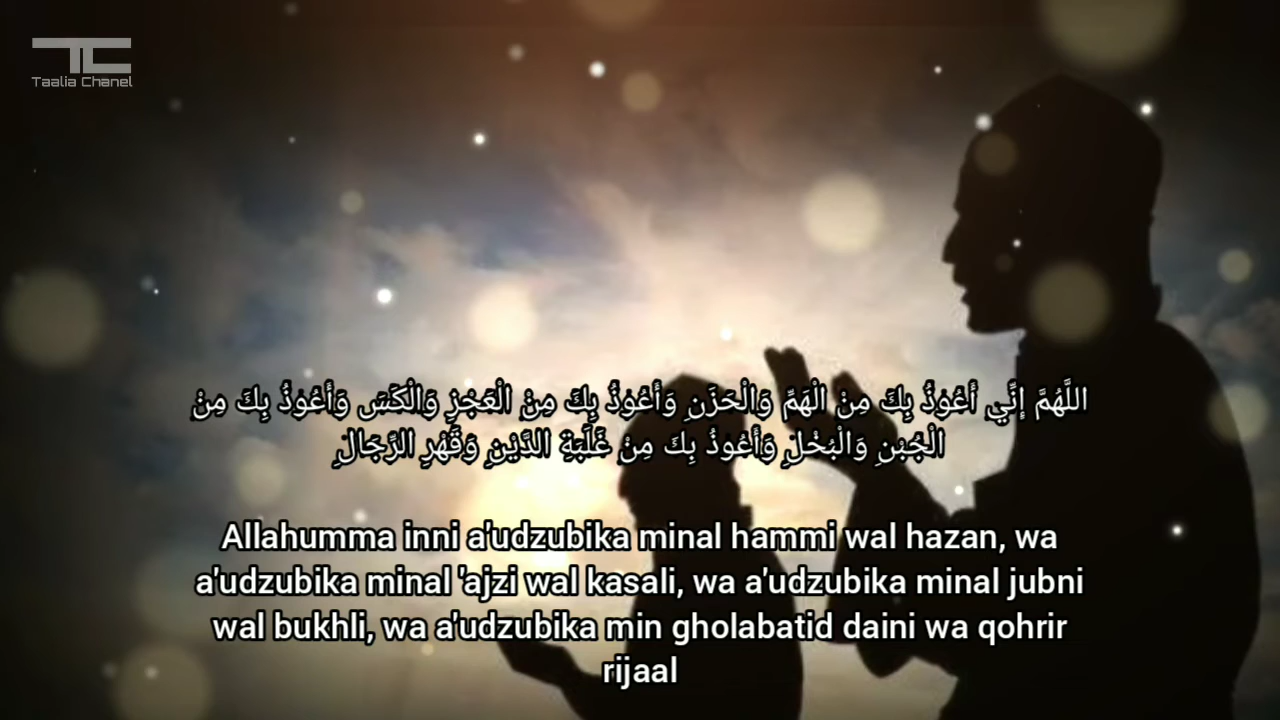 TC
Taalia Chanel
اللَّهُمَّ إِنِّي أَعُوذُ بِكَ مِنْ الْهَمِّ وَالْحَزَنِ وَأَعُوذُ بِكَ مِنْ الْعَجْزِ وَالْكَسَ وَأَعُوذُ بِكَ مِنْ
الْجُبْنِ وَالْبُخْلِ وَأَعُوذُ بِكَ مِنْ غَلَبَةِ الدَّيْنِ وَقَهْرِ الرِّجَالِ
Allahumma inni a'udzubika minal hammi wal hazan, wa
a'udzubika minal 'ajzi wal kasali, wa a'udzubika minal jubni
wal bukhli, wa a'udzubika min gholabatid daini wa qohrir
rijaal